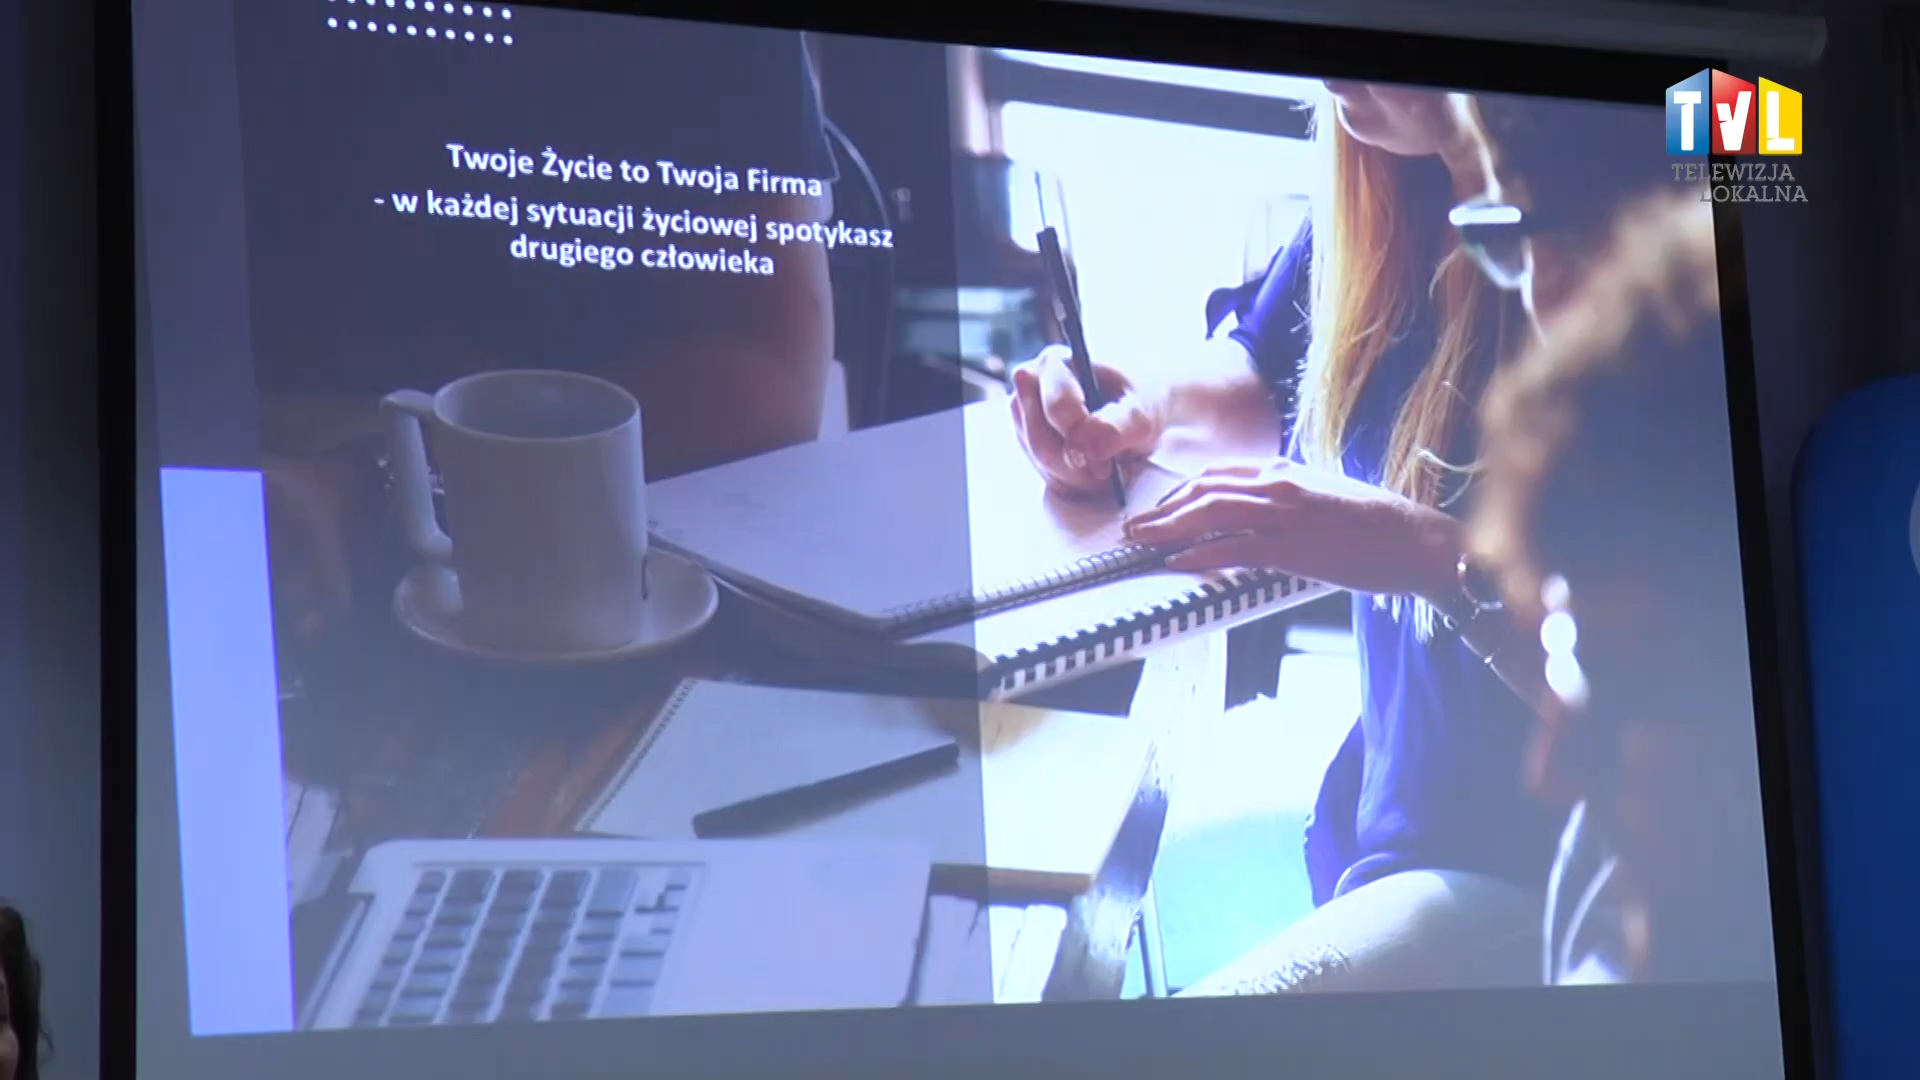 Twoje Życie to Twoja Firma
- w każdej sytuacji życiowej spotykasz
drugiego człowieka
TVL
TELEWIZJA
LOKALNA